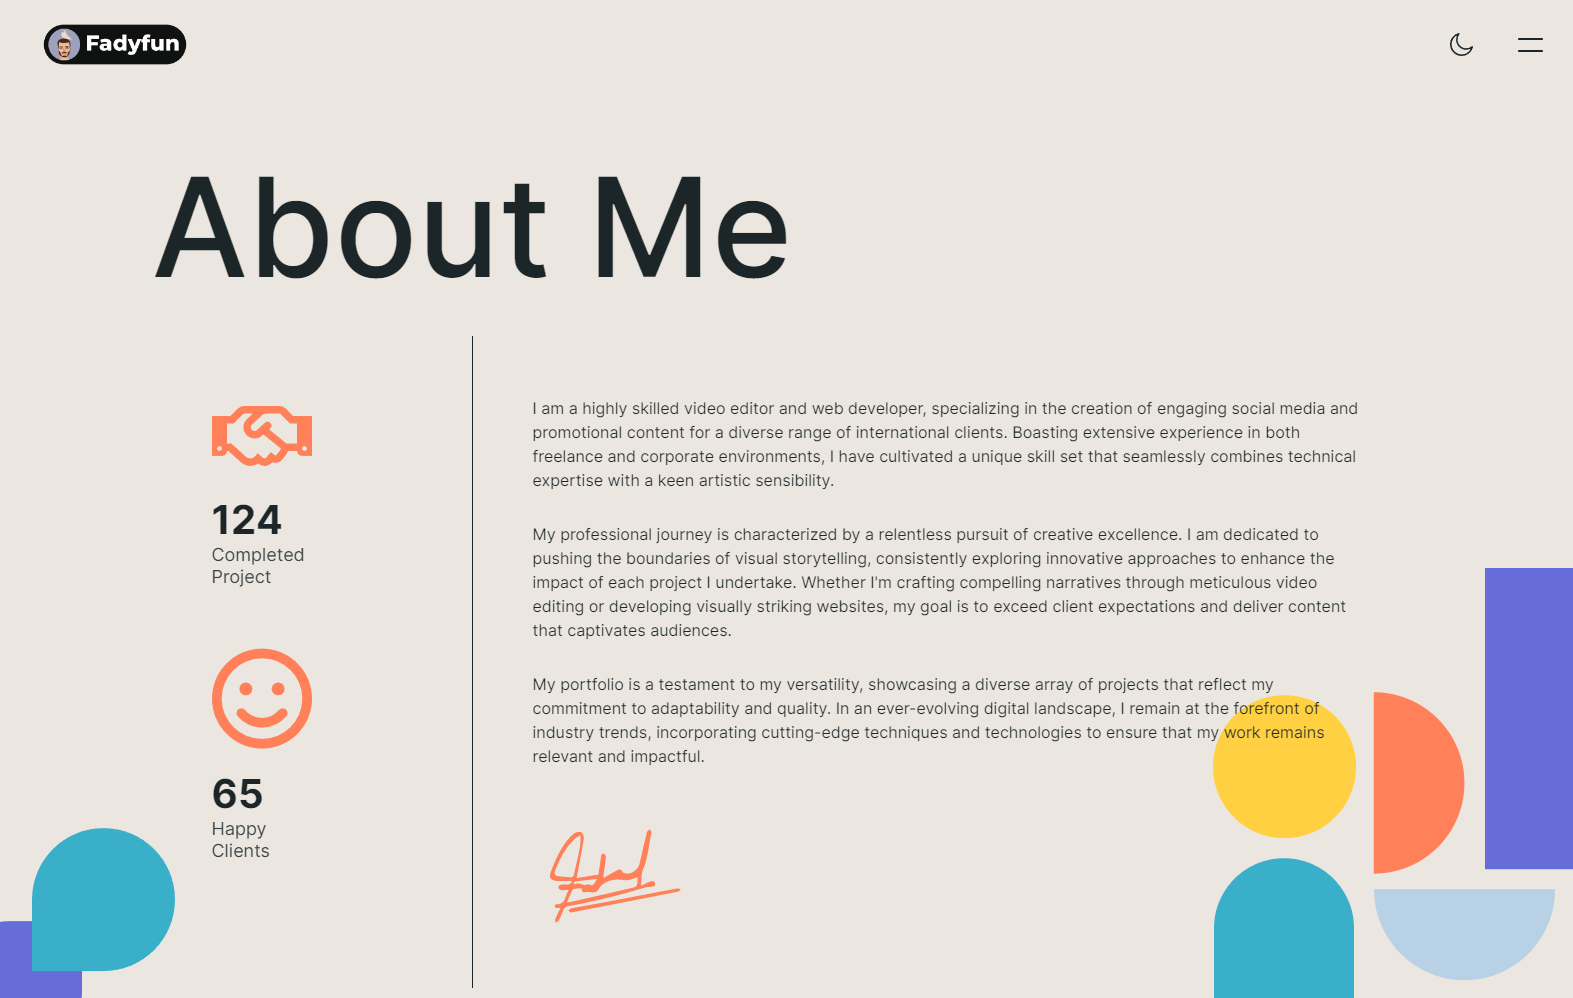 Fadyfun
About Me
124
Completed
Project
65
Happy
Clients
I am a highly skilled video editor and web developer, specializing in the creation of engaging social media and
promotional content for a diverse range of international clients. Boasting extensive experience in both
freelance and corporate environments, I have cultivated a unique skill set that seamlessly combines technical
expertise with a keen artistic sensibility.
My professional journey is characterized by a relentless pursuit of creative excellence. I am dedicated to
pushing the boundaries of visual storytelling, consistently exploring innovative approaches to enhance the
impact of each project I undertake. Whether I'm crafting compelling narratives through meticulous video
editing or developing visually striking websites, my goal is to exceed client expectations and deliver content
that captivates audiences.
My portfolio is a testament to my versatility, showcasing a diverse array of projects that reflect my
commitment to adaptability and quality. In an ever-evolving digital landscape, I remain at the forefront of
industry trends, incorporating cutting-edge techniques and technologies to ensure that my work remains
relevant and impactful.